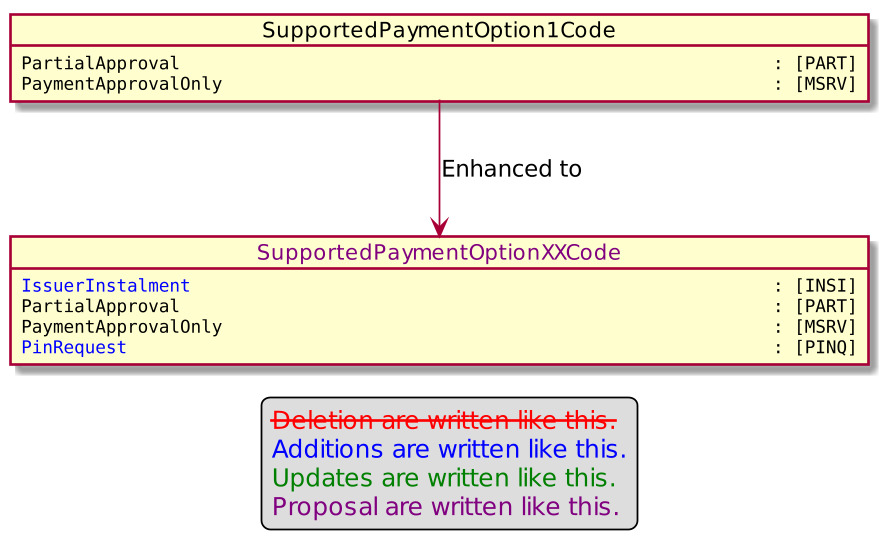 SupportedPaymentOption1Code
PartialApproval : [PART]
PaymentApprovalOnly : [MSRV]
Enhanced to
SupportedPaymentOptionXXCode
IssuerInstalment : [INSI]
PartialApproval : [PART]
PaymentApprovalOnly : [MSRV]
PinRequest : [PINQ]
Deletion are written like this.
Additions are written like this.
Updates are written like this.
Proposal are written like this.